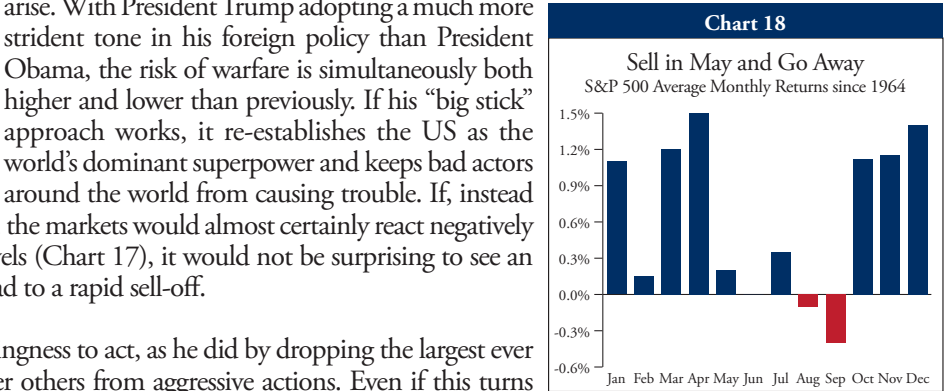 arise. With President Trump adopting a much more
strident tone in his foreign policy than President
Obama, the risk of warfare is simultaneously both
higher and lower than previously. If his “big stick”
approach works, it re-establishes the US as the
world’s dominant superpower and keeps bad actors
around the world from causing trouble. If, instead
the markets would almost certainly react negatively
(Chart 17), it would not be surprising to see an
to a rapid sell-off.
to act, as he did by dropping the largest ever
others from aggressive actions. Even if this turns
Chart 18
Sell in May and Go Away
S&P 500 Average Monthly Returns since 1964
1.5%
1.2%
0.9%
0.6%
0.3%
0.0%
-0.3%
-0.6%
Jan Feb Mar Apr May Jun Jul Aug Sep Oct Nov Dec